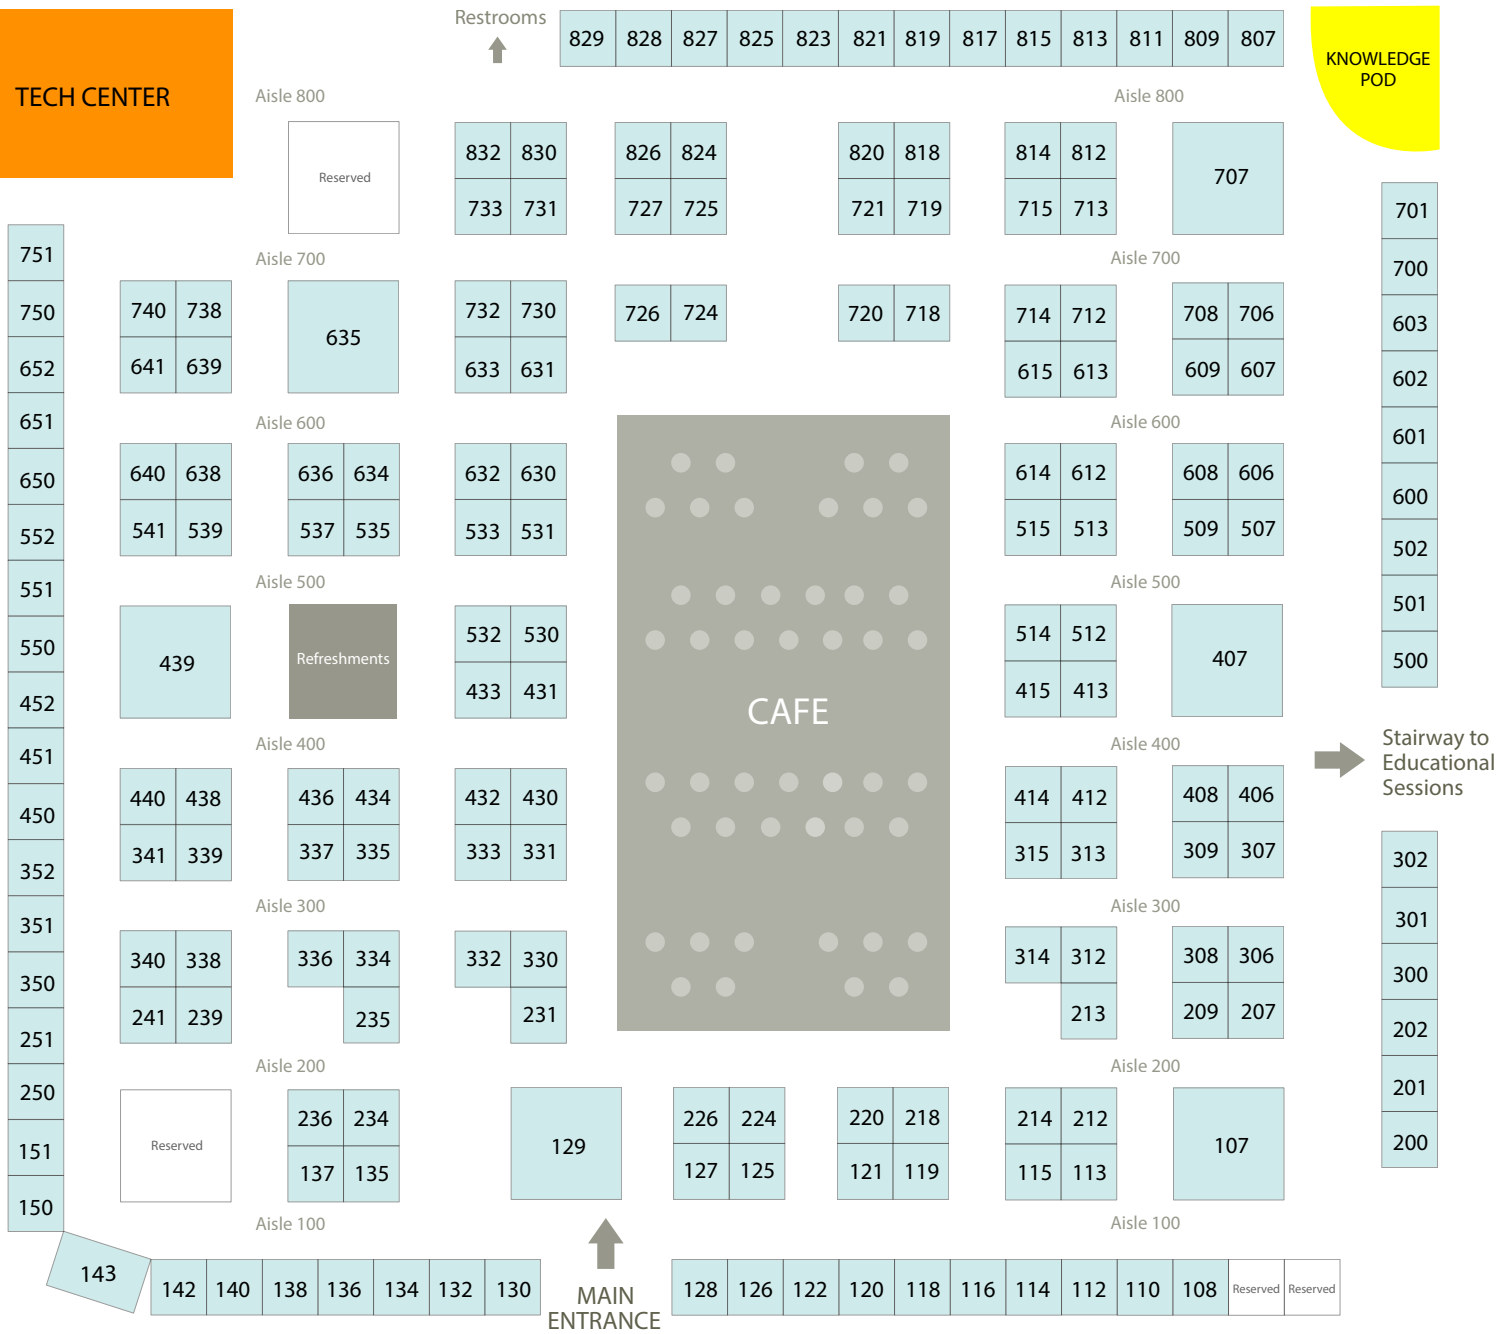 Restrooms
829 828 827 825 823 821 819 817 815 813 811 809 807
KNOWLEDGE
POD
TECH CENTER
Aisle 800 Aisle 800
832 830 826 824 820 818 814 812
Reserved 707
733 731 727 725 721 719 715 713
701
751
Aisle 700 Aisle 700
700
750 740 738 732 730 726 724 720 718 714 712 708 706
635 603
652 641 639 633 631 615 613 609 607
602
651
Aisle 600 Aisle 600
601
650 640 638 636 634 632 630 614 612 608 606
600
552 541 539 537 535 533 531 515 513 509 507
502
Aisle 500 Aisle 500
551 501
550 532 530 514 512
439 Refreshments 407 500
452 433 431 415 413
CAFE
Aisle 400 Aisle 400
451
Stairway to
Educational
Sessions
450 440 438 436 434 432 430 414 412 408 406
352 341 339 337 335 333 331 315 313 309 307
302
Aisle 300 Aisle 300
351 301
350 340 338 336 334 332 330 314 312 308 306
300
251 241 239 235 231 213 209 207
202
Aisle 200 Aisle 200
250 201
236 234 226 224 220 218 214 212
151 Reserved 129 107 200
137 135 127 125 121 119 115 113
150
Aisle 100 Aisle 100
143
142 140 138 136 134 132 130 128 126 122 120 118 116 114 112 110 108 Reserved Reserved
MAIN
ENTRANCE